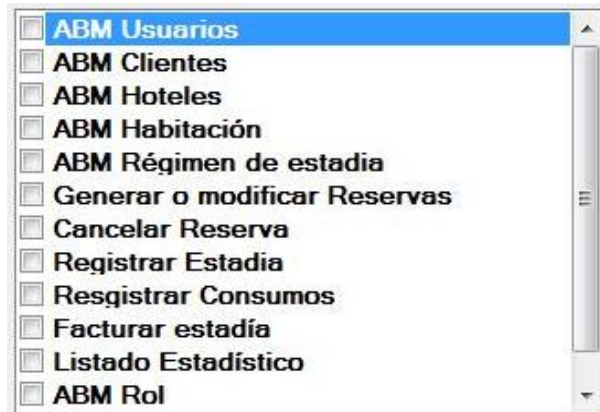 ABM Usuarios
ABM Clientes
ABM Hoteles
ABM Habitación
ABM Régimen de estadia
Generar o modificar Reservas
Cancelar Reserva
Registrar Estadia
Resgistrar Consumos
Facturar estadía
Listado Estadístico
ABM Rol